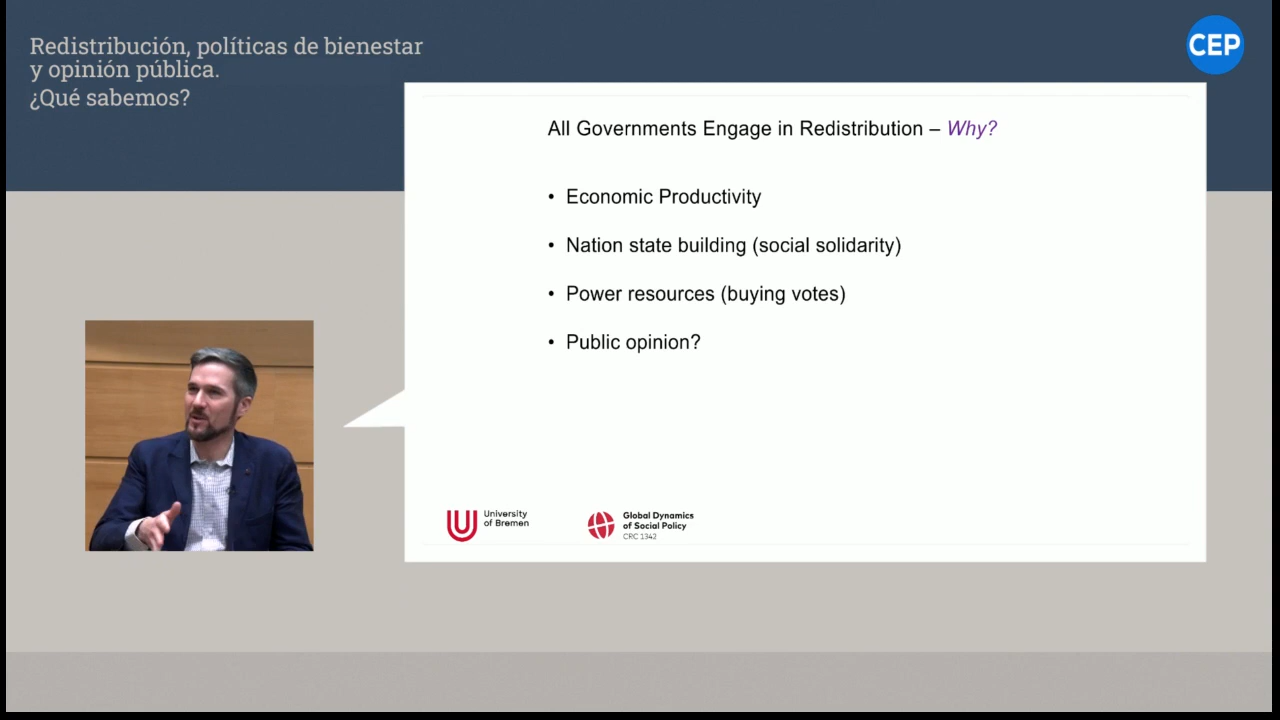 Redistribución, políticas de bienestar
y opinión pública.
¿Qué sabemos?
CEP
All Governments Engage in Redistribution – Why?
• Economic Productivity
• Nation state building (social solidarity)
• Power resources (buying votes)
• Public opinion?
University
of Bremen
Global Dynamics
of Social Policy
CRC 1342